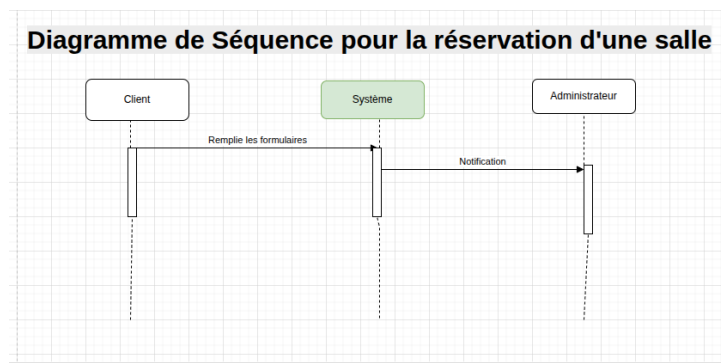 Diagramme de Séquence pour la réservation d'une salle
Client
Système
Administrateur
Remplie les formulaires
Notification